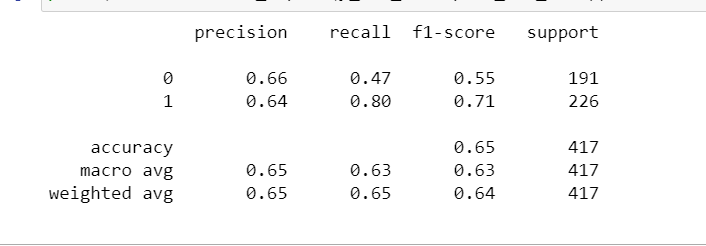 precision recall f1-score support
0 0.66 0.47 0.55 191
1 0.64 0.80 0.71 226
accuracy 0.65 417
macro avg 0.65 0.63 0.63 417
weighted avg 0.65 0.65 0.64 417